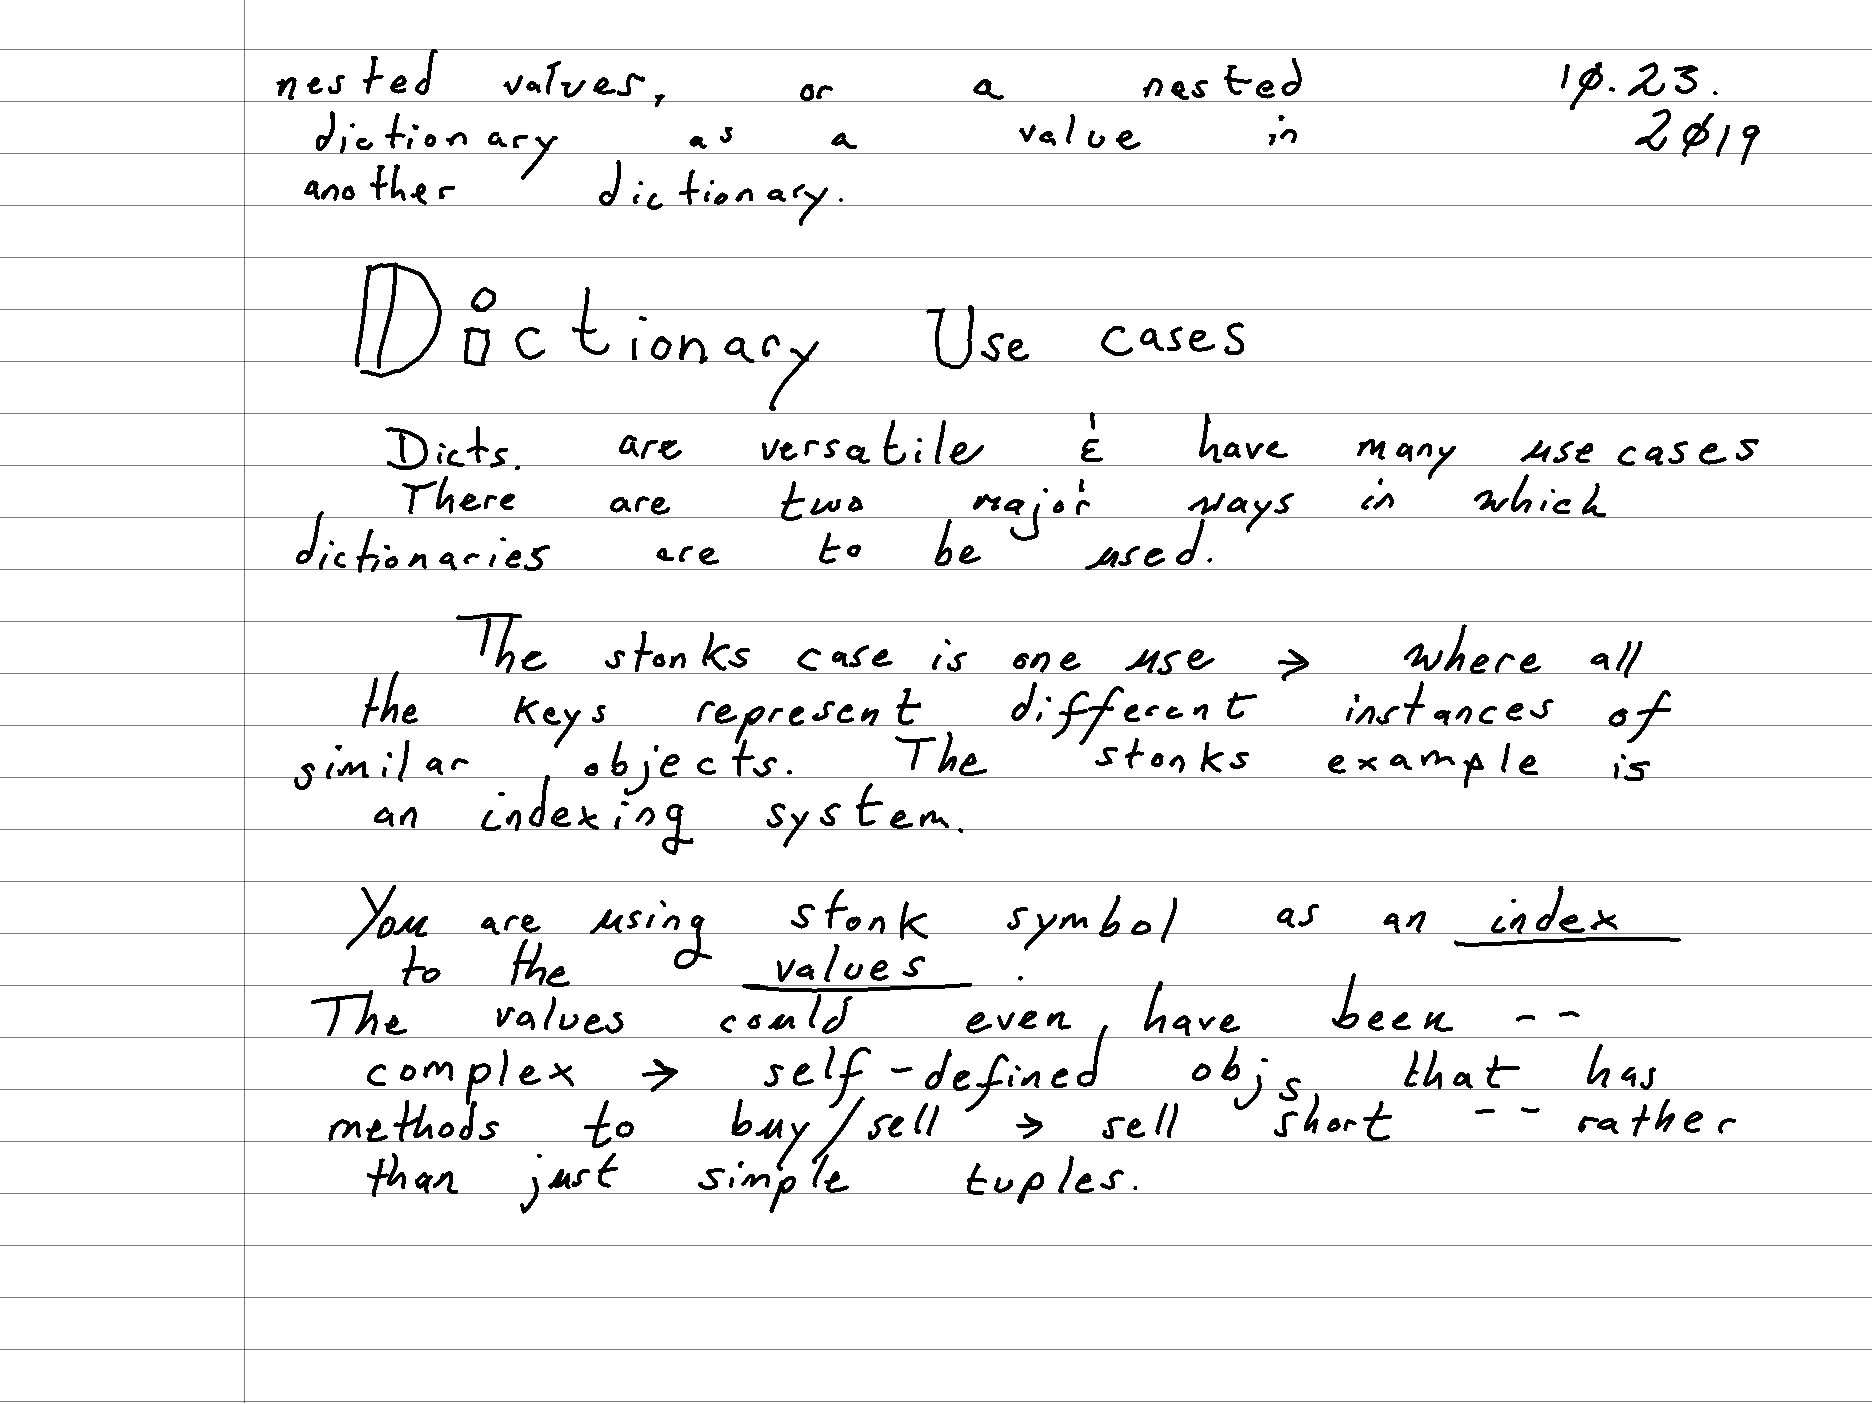 nested values, or a nested 10.23.
dictionary as a value in 2019
another dictionary.
Dictionary Use cases
Dicts. are versatile & have many use cases
There are two major ways in which
dictionaries are to be used.
The stonks case is one use → where all
the keys represent different instances of
similar objects. The stonks example is
an indexing system.
You are using stonk symbol as an index
to the values .
The values could even have been --
complex → self-defined objs that has
methods to buy/sell → sell short -- rather
than just simple tuples.